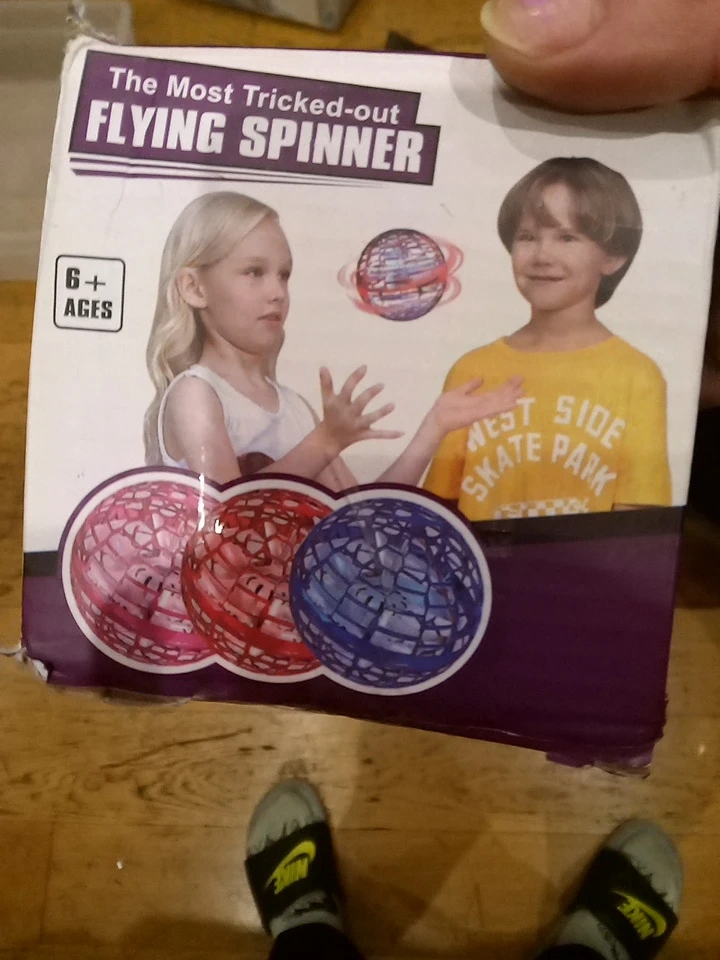 The Most Tricked-out
FLYING SPINNER
6+
AGES
WEST SIDE
SKATE PARK
NIKE
NIKE